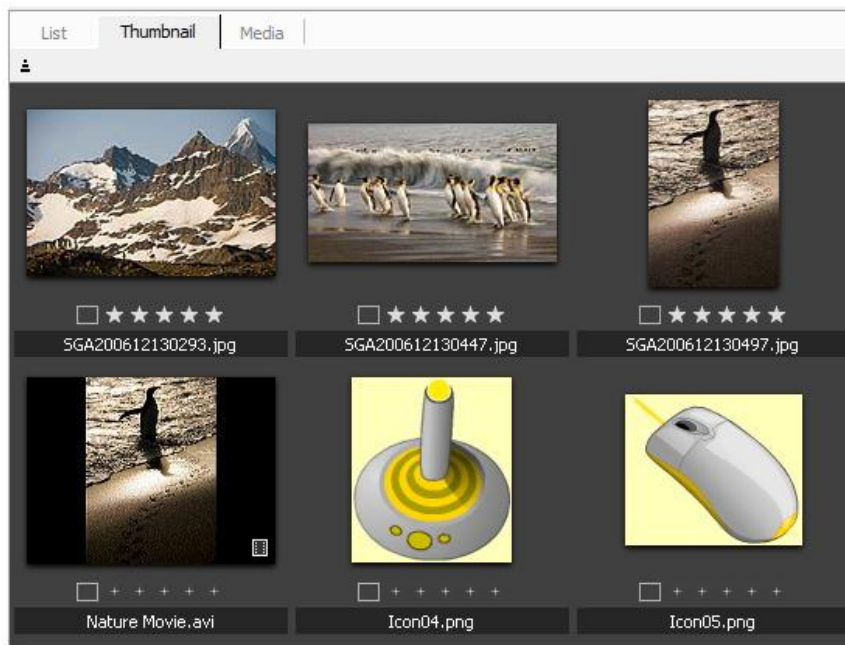 List Thumbnail Media
SGA200612130293.jpg SGA200612130447.jpg SGA200612130497.jpg
Nature Movie.avi Icon04.png Icon05.png